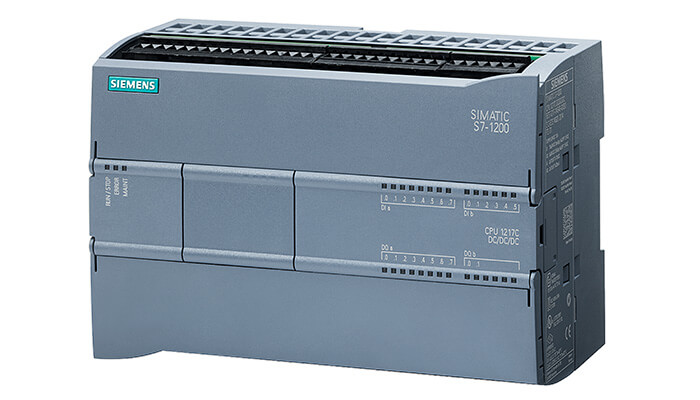 SIEMENS
SIMATIC
S7-1200
RUN / STOP
ERROR
MAINT
.0 .1 .2 .3 .4 .5 .6 .7
DI a
.0 .1 .2 .3 .4 .5
DI b
CPU 1217C
DC/DC/DC
DQ a
.0 .1 .2 .3 .4 .5 .6 .7
DQ b
.0 .1